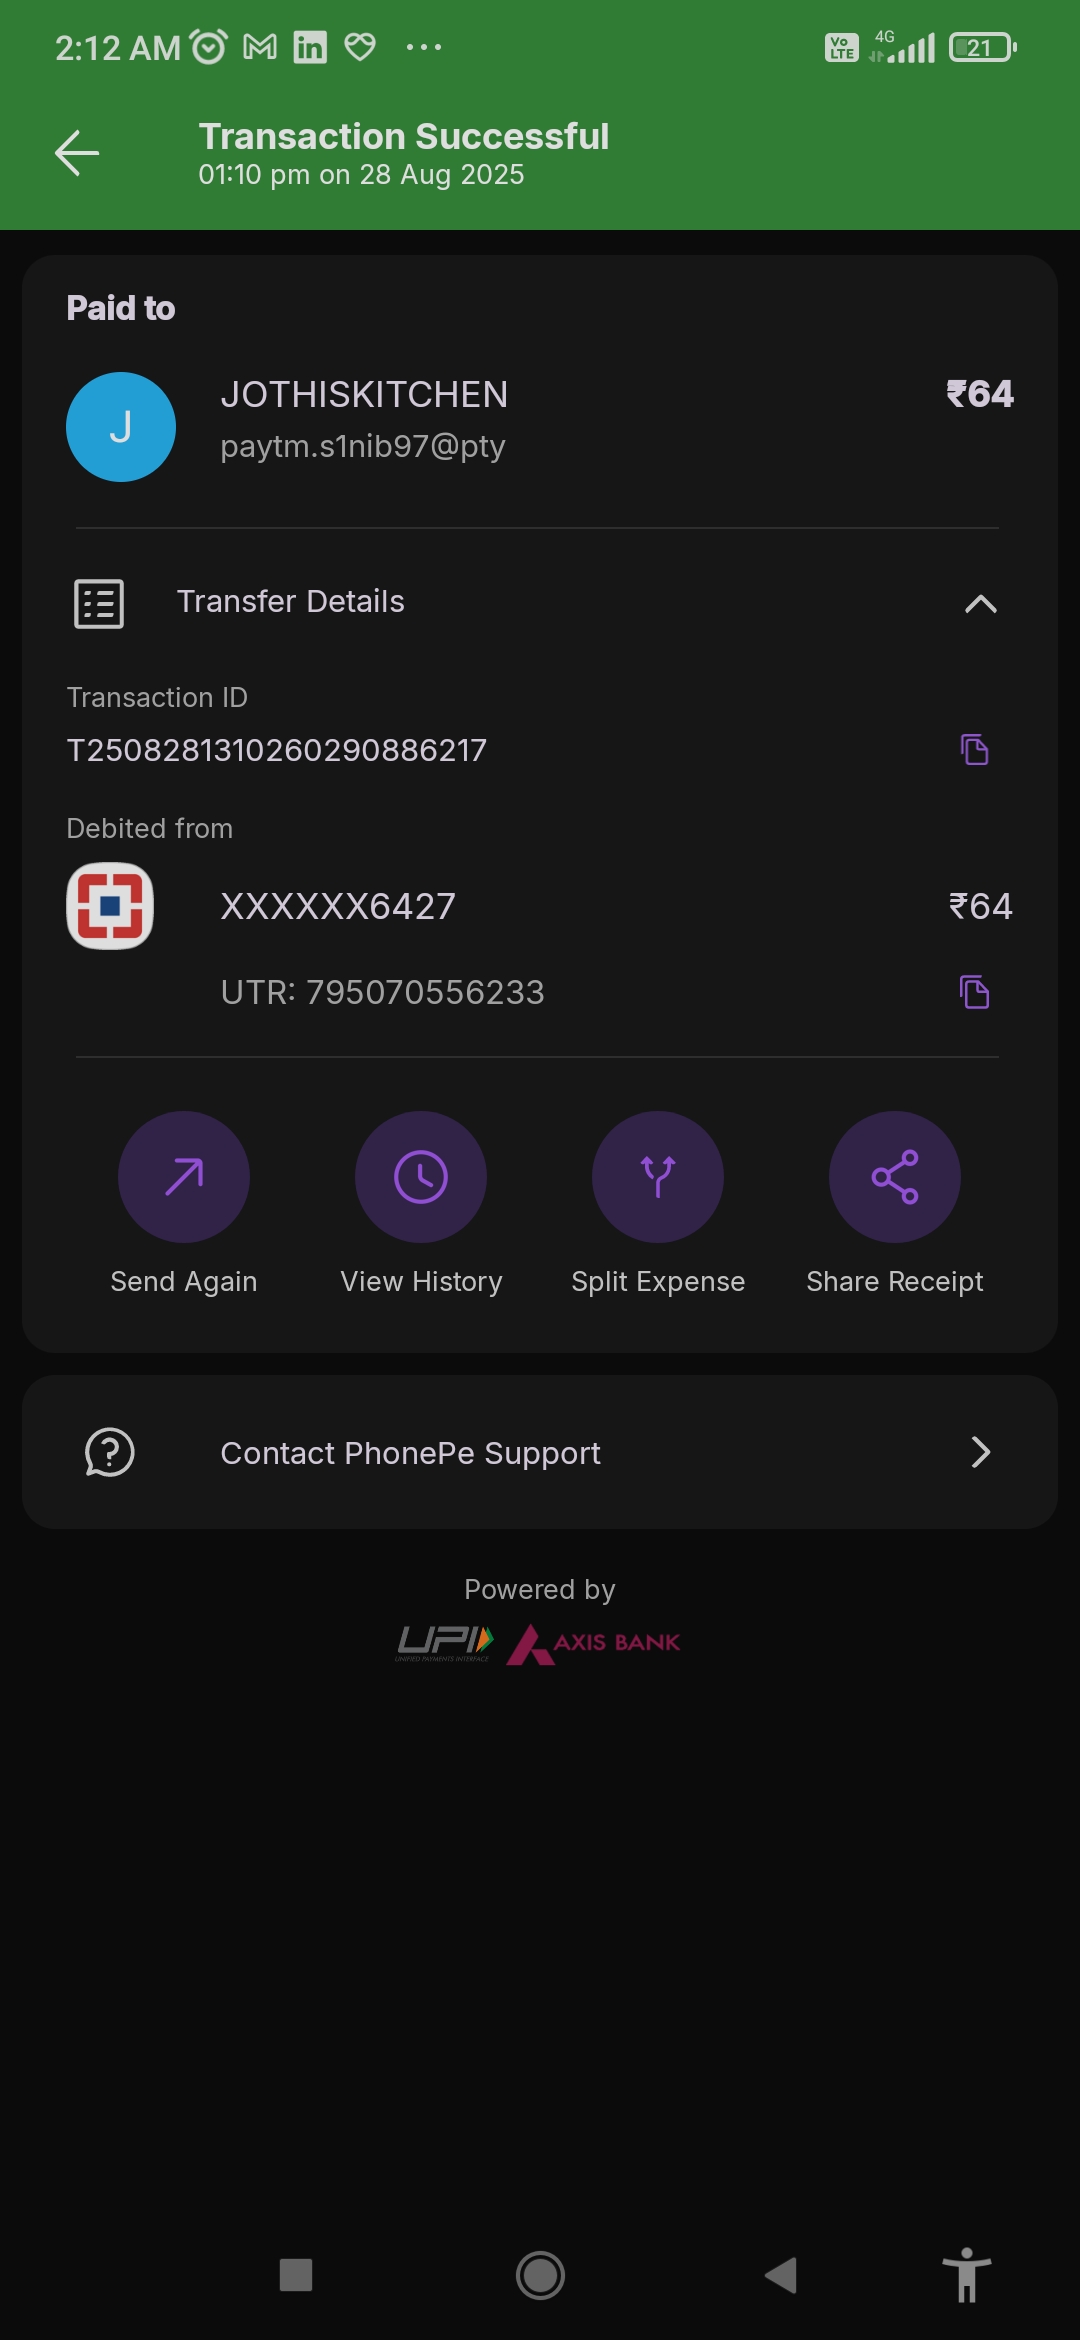 2:12 AM
Vo LTE 4G 21
Transaction Successful
01:10 pm on 28 Aug 2025
Paid to
J
JOTHISKITCHEN ₹64
paytm.s1nib97@pty
Transfer Details
Transaction ID
T2508281310260290886217
Debited from
XXXXXX6427 ₹64
UTR: 795070556233
Send Again View History Split Expense Share Receipt
Contact PhonePe Support
Powered by
UPI AXIS BANK
UNIFIED PAYMENTS INTERFACE